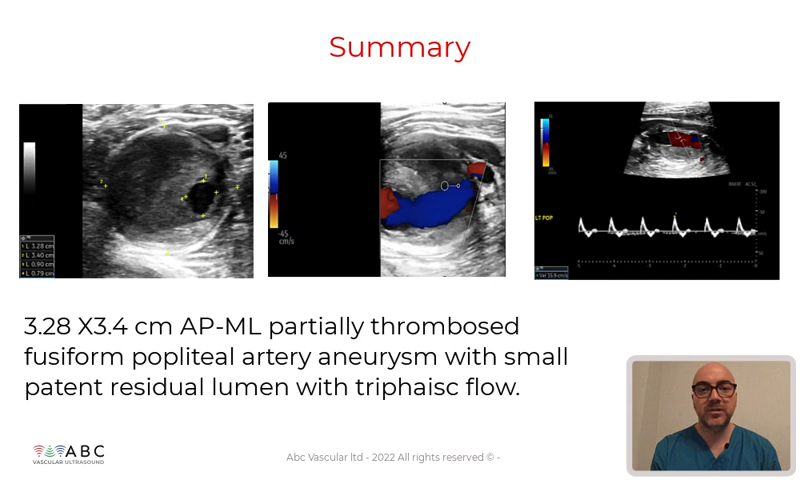 Summary
L 3.28 cm
L 3.40 cm
L 0.90 cm
L 0.79 cm
45
-45
cm/s
INVERT
LT POP
3.28 X3.4 cm AP-ML partially thrombosed
fusiform popliteal artery aneurysm with small
patent residual lumen with triphaisc flow.
ABC
VASCULAR ULTRASOUND
Abc Vascular ltd - 2022 All rights reserved © -